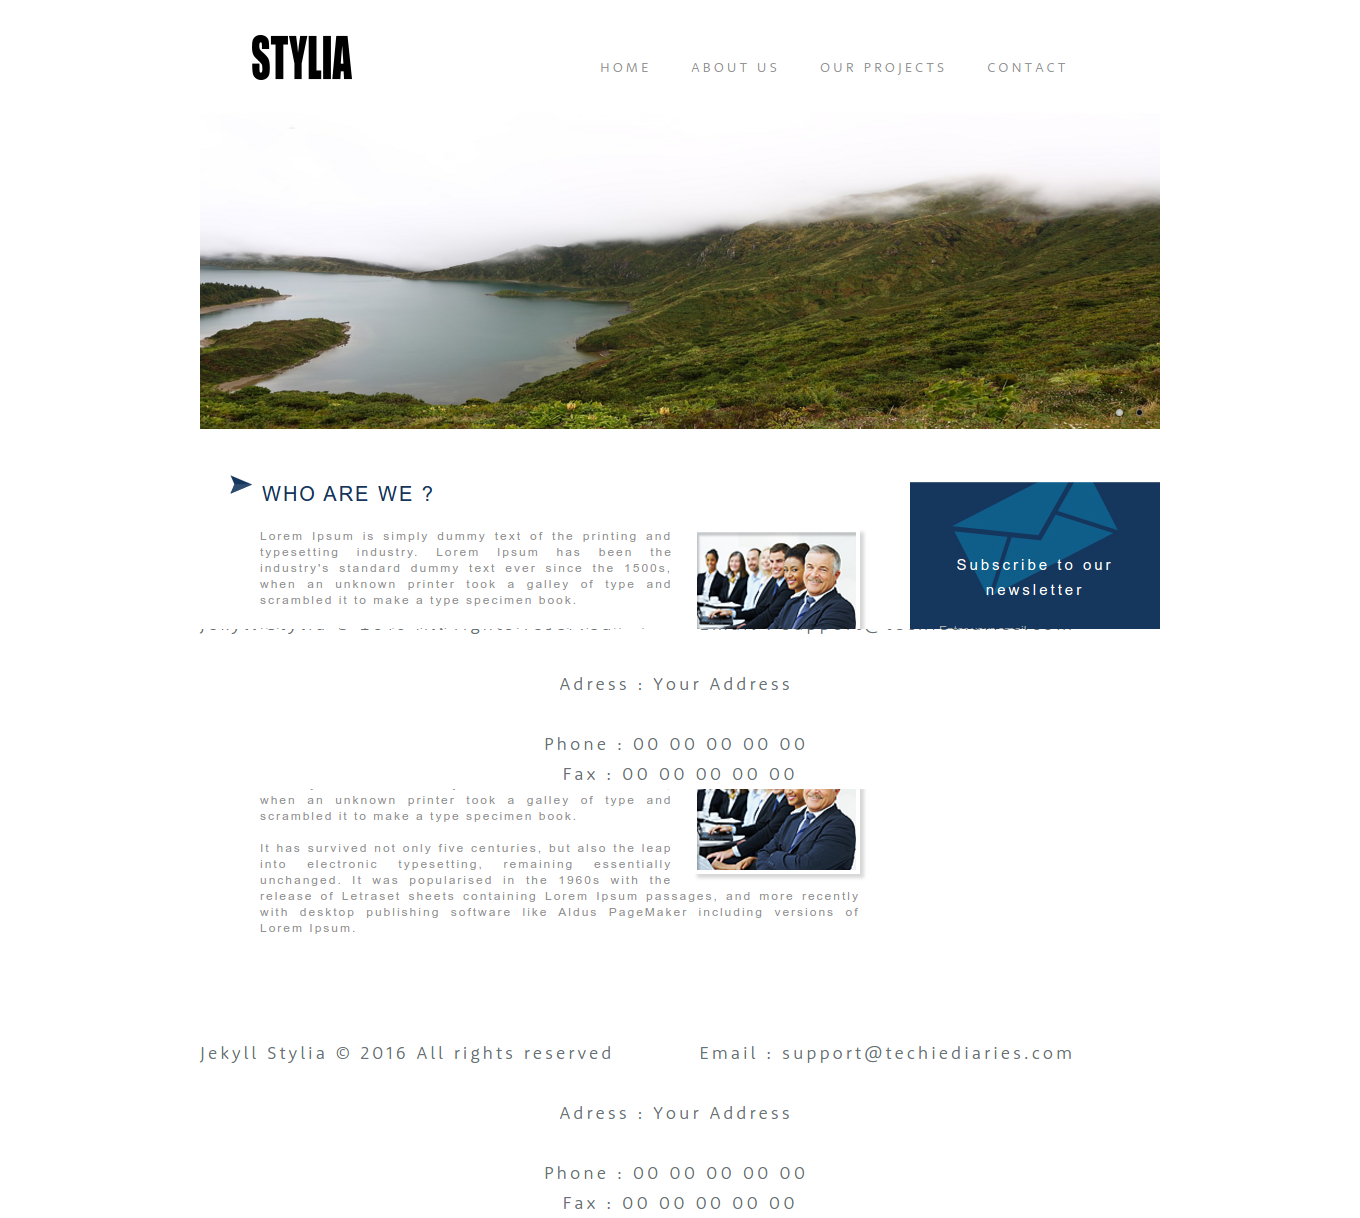 STYLIA
HOME ABOUT US OUR PROJECTS CONTACT
WHO ARE WE ?
Lorem Ipsum is simply dummy text of the printing and
typesetting industry. Lorem Ipsum has been the
industry's standard dummy text ever since the 1500s,
when an unknown printer took a galley of type and
scrambled it to make a type specimen book.
Subscribe to our
newsletter
Adress : Your Address
Phone : 00 00 00 00 00
Fax : 00 00 00 00 00
when an unknown printer took a galley of type and
scrambled it to make a type specimen book.
It has survived not only five centuries, but also the leap
into electronic typesetting, remaining essentially
unchanged. It was popularised in the 1960s with the
release of Letraset sheets containing Lorem Ipsum passages, and more recently
with desktop publishing software like Aldus PageMaker including versions of
Lorem Ipsum.
Jekyll Stylia © 2016 All rights reserved Email : support@techiediaries.com
Adress : Your Address
Phone : 00 00 00 00 00
Fax : 00 00 00 00 00